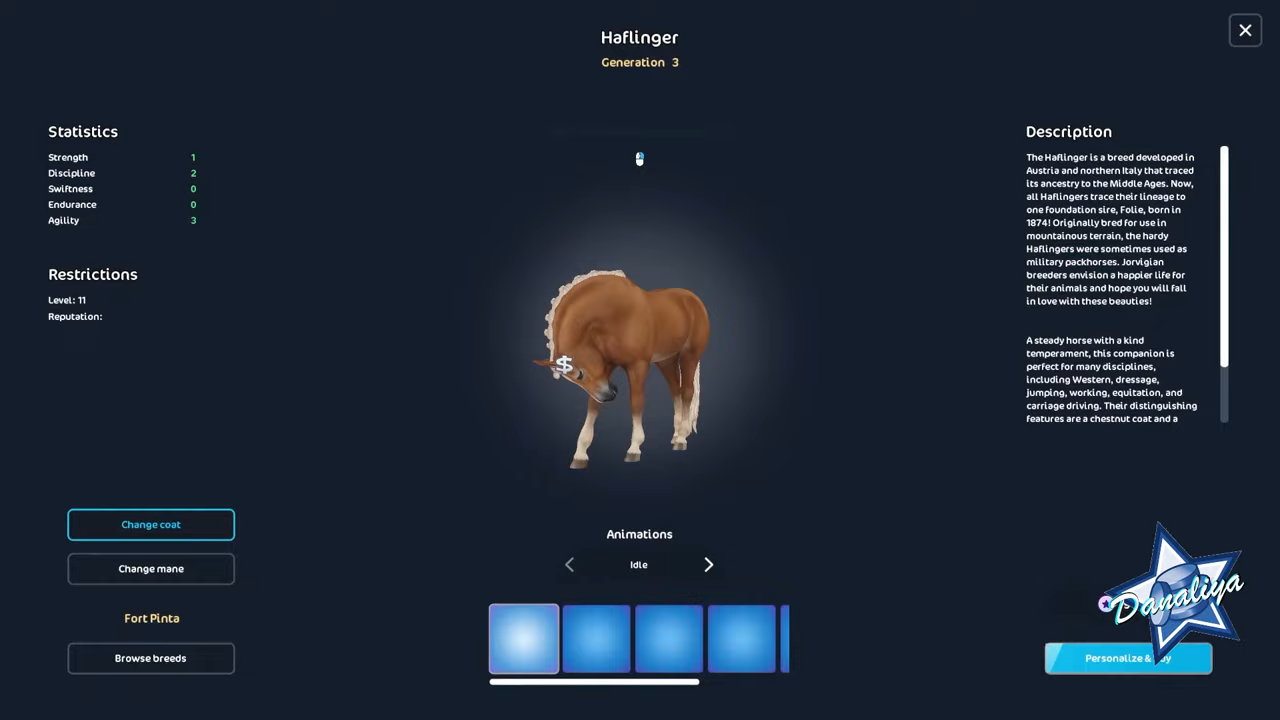 Haflinger
Generation 3
Statistics
Strength 1
Discipline 2
Swiftness 0
Endurance 0
Agility 3
Restrictions
Level: 11
Reputation:
Description
The Haflinger is a breed developed in
Austria and northern Italy that traced
its ancestry to the Middle Ages. Now,
all Haflingers trace their lineage to
one foundation sire, Folie, born in
1874! Originally bred for use in
mountainous terrain, the hardy
Haflingers were sometimes used as
military packhorses. Jorvigian
breeders envision a happier life for
their animals and hope you will fall
in love with these beauties!
A steady horse with a kind
temperament, this companion is
perfect for many disciplines,
including Western, dressage,
jumping, working, equitation, and
carriage driving. Their distinguishing
features are a chestnut coat and a
$
Change coat
Change mane
Fort Pinta
Browse breeds
Animations
Idle
Danaliya
Personalize &